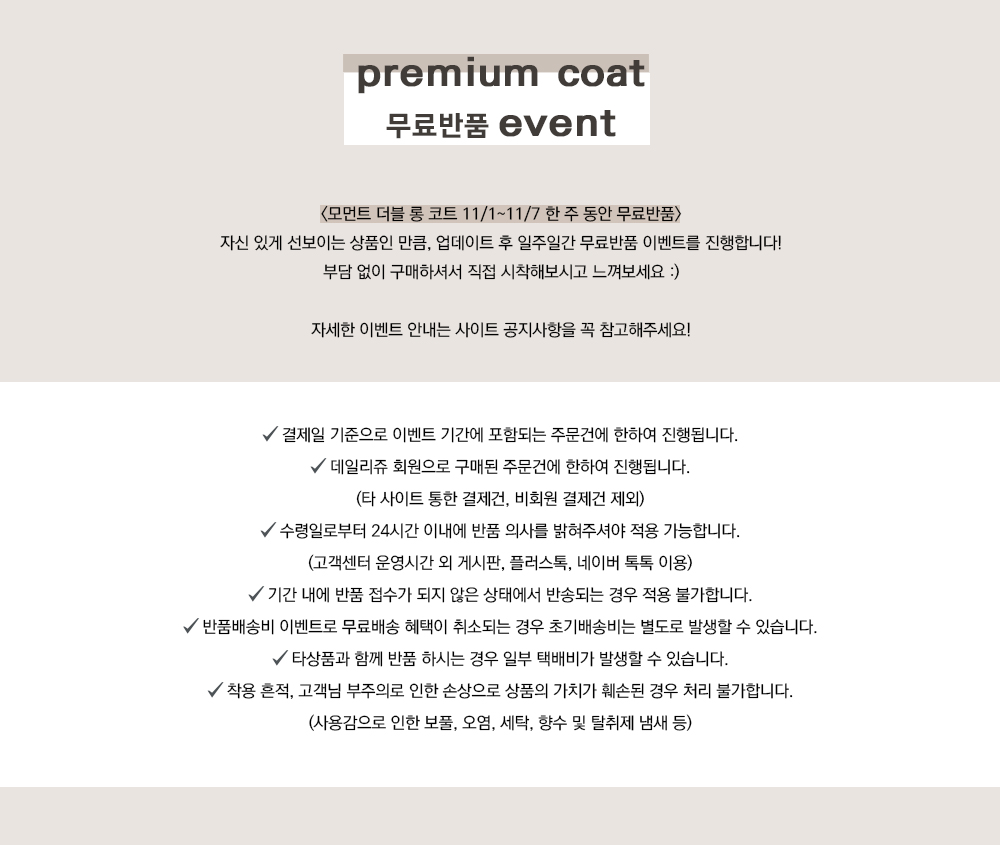 premium coat
무료반품 event
<모먼트 더블 롱 코트 11/1~11/7 한 주 동안 무료반품>
자신 있게 선보이는 상품인 만큼, 업데이트 후 일주일간 무료반품 이벤트를 진행합니다!
부담 없이 구매하셔서 직접 시착해보시고 느껴보세요 :)
자세한 이벤트 안내는 사이트 공지사항을 꼭 참고해주세요!
✓ 결제일 기준으로 이벤트 기간에 포함되는 주문건에 한하여 진행됩니다.
✓ 데일리쥬 회원으로 구매된 주문건에 한하여 진행됩니다.
(타 사이트 통한 결제건, 비회원 결제건 제외)
✓ 수령일로부터 24시간 이내에 반품 의사를 밝혀주셔야 적용 가능합니다.
(고객센터 운영시간 외 게시판, 플러스톡, 네이버 톡톡 이용)
✓ 기간 내에 반품 접수가 되지 않은 상태에서 반송되는 경우 적용 불가합니다.
✓ 반품배송비 이벤트로 무료배송 혜택이 취소되는 경우 초기배송비는 별도로 발생할 수 있습니다.
✓ 타상품과 함께 반품 하시는 경우 일부 택배비가 발생할 수 있습니다.
✓ 착용 흔적, 고객님 부주의로 인한 손상으로 상품의 가치가 훼손된 경우 처리 불가합니다.
(사용감으로 인한 보풀, 오염, 세탁, 향수 및 탈취제 냄새 등)